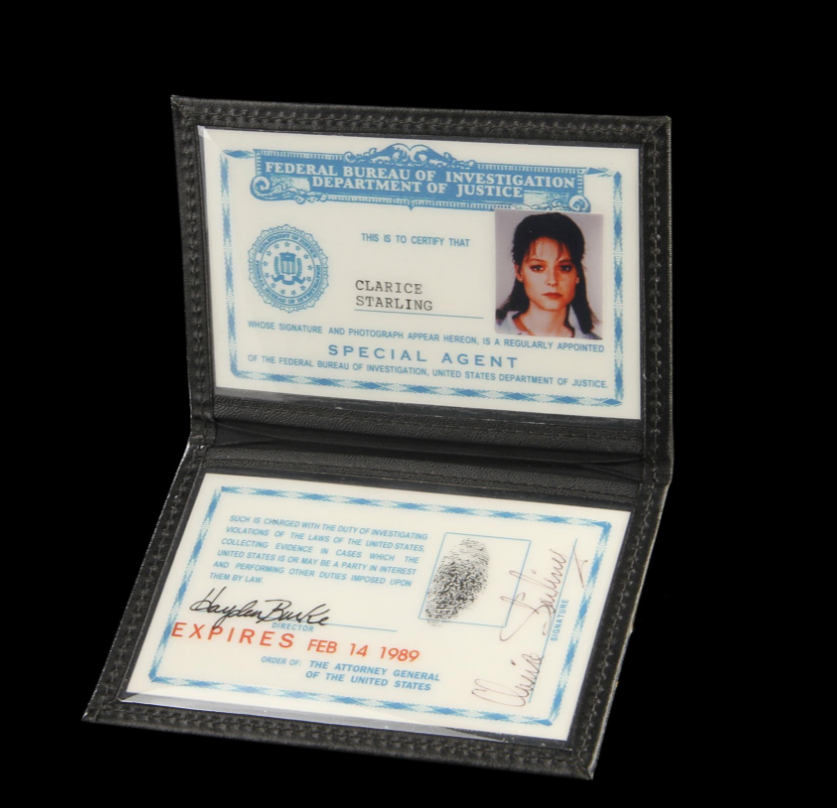 FEDERAL BUREAU OF INVESTIGATION
DEPARTMENT OF JUSTICE
THIS IS TO CERTIFY THAT
CLARICE
STARLING
WHOSE SIGNATURE AND PHOTOGRAPH APPEAR HEREON, IS A REGULARLY APPOINTED
SPECIAL AGENT
OF THE FEDERAL BUREAU OF INVESTIGATION, UNITED STATES DEPARTMENT OF JUSTICE.
SUCH IS CHARGED WITH THE DUTY OF INVESTIGATING
VIOLATIONS OF THE LAWS OF THE UNITED STATES,
COLLECTING EVIDENCE IN CASES WHICH THE
UNITED STATES IS OR MAY BE A PARTY IN INTEREST
AND PERFORMING OTHER DUTIES IMPOSED UPON
THEM BY LAW.
Hayden Burke
DIRECTOR
EXPIRES FEB 14 1989
ORDER OF: THE ATTORNEY GENERAL
OF THE UNITED STATES
SIGNATURE